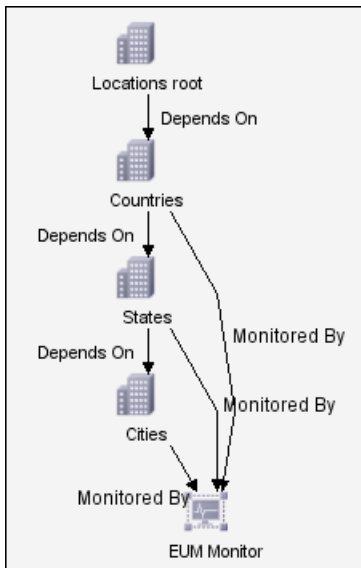 Locations root
Depends On
Countries
Depends On
States
Monitored By
Depends On
Monitored By
Cities
Monitored By
EUM Monitor